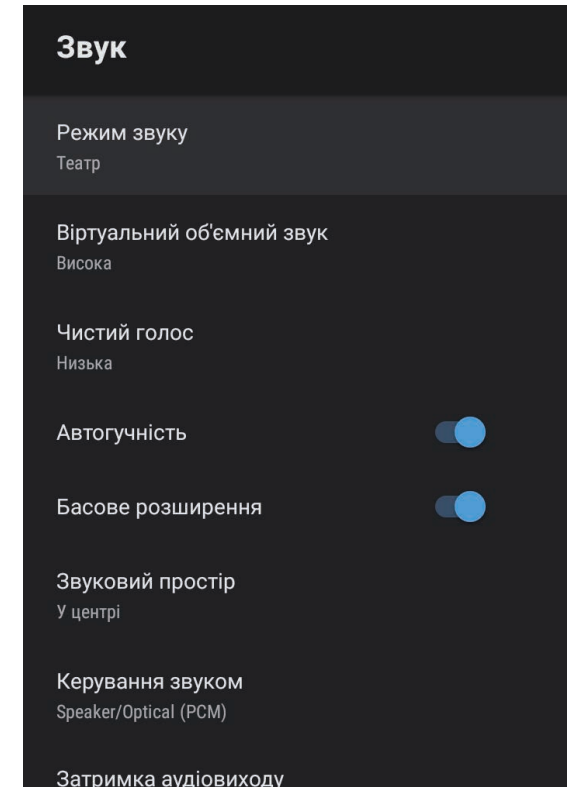 Звук
Режим звуку
Театр
Віртуальний об'ємний звук
Висока
Чистий голос
Низька
Автогучність
Басове розширення
Звуковий простір
У центрі
Керування звуком
Speaker/Optical (PCM)
Затримка аудіовиходу